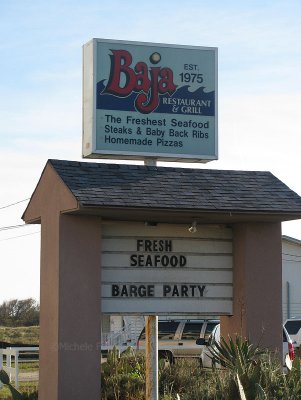 Baja
EST.
1975
RESTAURANT
& GRILL
The Freshest Seafood
Steaks & Baby Back Ribs
Homemade Pizzas
FRESH
SEAFOOD
BARGE PARTY